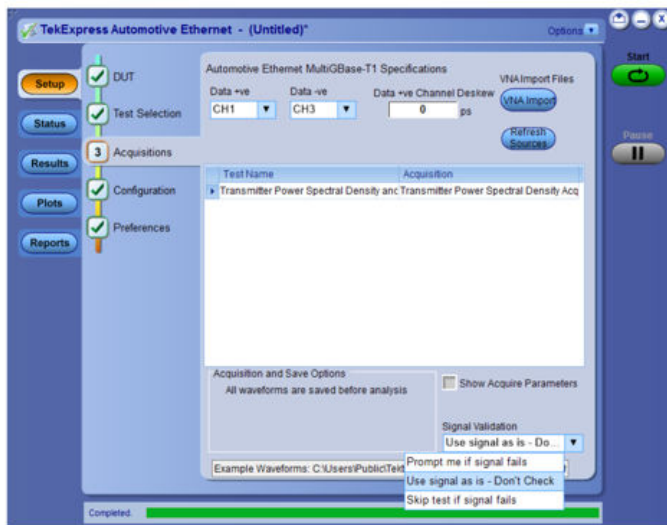 TekExpress Automotive Ethernet - (Untitled)*
Options
Start
Pause
Setup
Status
Results
Plots
Reports
DUT
Test Selection
3 Acquisitions
Configuration
Preferences
Automotive Ethernet MultiGBase-T1 Specifications
VNA Import Files
Data +ve
Data -ve
Data +ve Channel Deskew
CH1
CH3
0 ps
VNA Import
Refresh
Sources
Test Name
Acquisition
Transmitter Power Spectral Density anc
Transmitter Power Spectral Density Acq
Acquisition and Save Options
All waveforms are saved before analysis
Show Acquire Parameters
Signal Validation
Use signal as is - Do...
Prompt me if signal fails
Use signal as is - Don't Check
Skip test if signal fails
Example Waveforms: C:\Users\Public\Tekt
Completed.